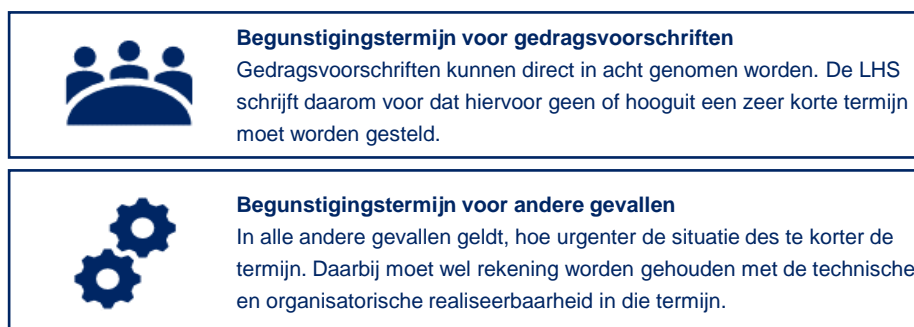 Begunstigingstermijn voor gedragsvoorschriften
Gedragsvoorschriften kunnen direct in acht genomen worden. De LHS
schrijft daarom voor dat hiervoor geen of hooguit een zeer korte termijn
moet worden gesteld.
Begunstigingstermijn voor andere gevallen
In alle andere gevallen geldt, hoe urgenter de situatie des te korter de
termijn. Daarbij moet wel rekening worden gehouden met de technische
en organisatorische realiseerbaarheid in die termijn.